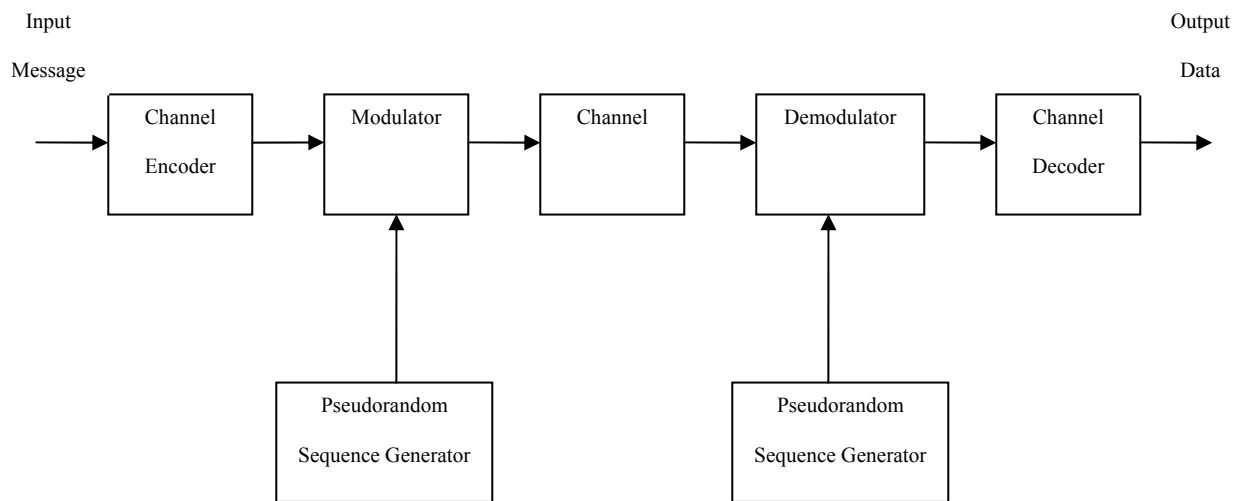 Input
Message
Output
Data
Channel
Encoder
Modulator
Channel
Demodulator
Channel
Decoder
Pseudorandom
Sequence Generator
Pseudorandom
Sequence Generator